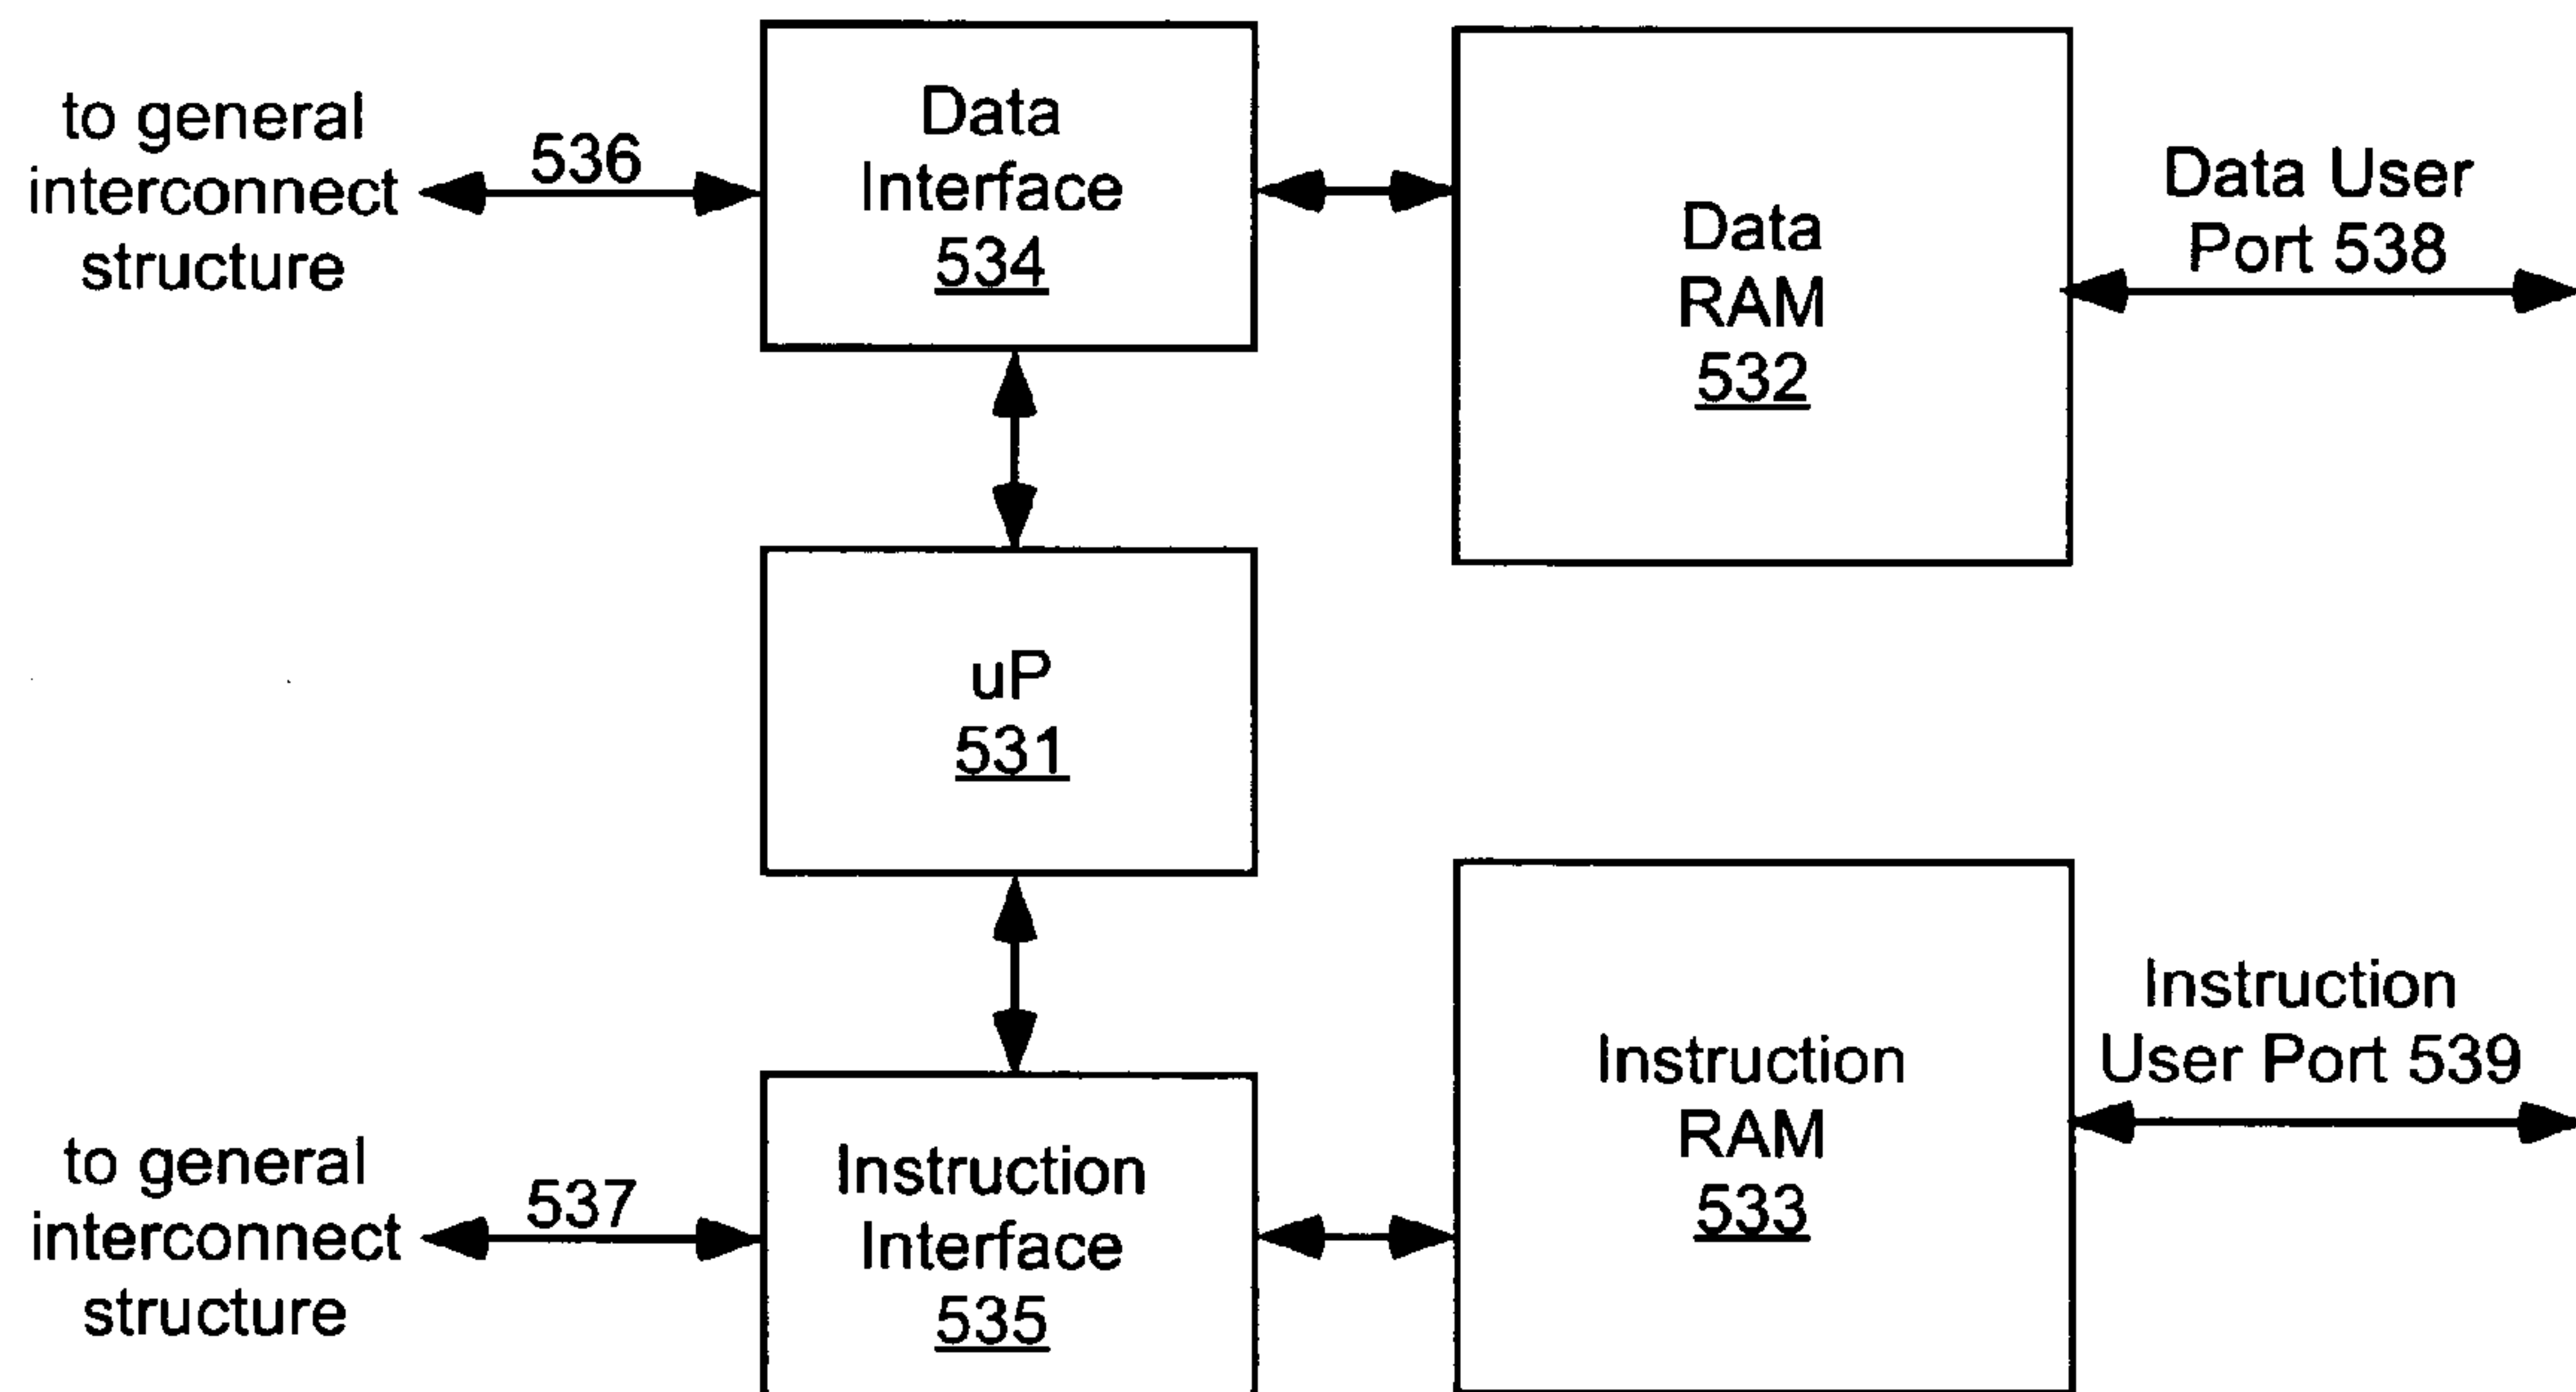 to general
interconnect
structure
536
Data
Interface
534
Data
RAM
532
Data User
Port 538
uP
531
to general
interconnect
structure
537
Instruction
Interface
535
Instruction
RAM
533
Instruction
User Port 539